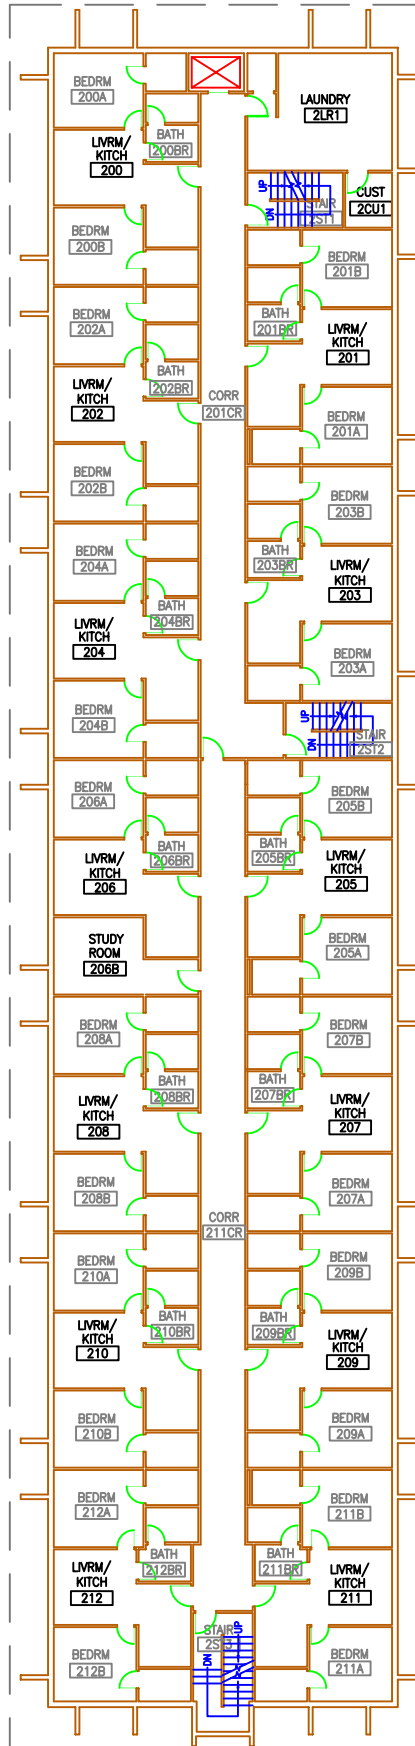 BEDRM
200A
LAUNDRY
2LR1
LIVRM/
KITCH
200
BATH
200BR
UP
DN
STAIR
2ST1
CUST
2CU1
BEDRM
200B
BEDRM
201B
BEDRM
202A
BATH
201BR
LIVRM/
KITCH
201
LIVRM/
KITCH
202
BATH
202BR
CORR
201CR
BEDRM
201A
BEDRM
202B
BEDRM
203B
BEDRM
204A
BATH
203BR
LIVRM/
KITCH
203
LIVRM/
KITCH
204
BATH
204BR
BEDRM
203A
BEDRM
204B
UP
DN
STAIR
2ST2
BEDRM
206A
BEDRM
205B
LIVRM/
KITCH
206
BATH
206BR
BATH
205BR
LIVRM/
KITCH
205
STUDY
ROOM
206B
BEDRM
205A
BEDRM
208A
BEDRM
207B
LIVRM/
KITCH
208
BATH
208BR
BATH
207BR
LIVRM/
KITCH
207
BEDRM
208B
BEDRM
207A
CORR
211CR
BEDRM
210A
BEDRM
209B
LIVRM/
KITCH
210
BATH
210BR
BATH
209BR
LIVRM/
KITCH
209
BEDRM
210B
BEDRM
209A
BEDRM
212A
BEDRM
211B
LIVRM/
KITCH
212
BATH
212BR
BATH
211BR
LIVRM/
KITCH
211
STAIR
2ST3
UP
DN
BEDRM
212B
BEDRM
211A